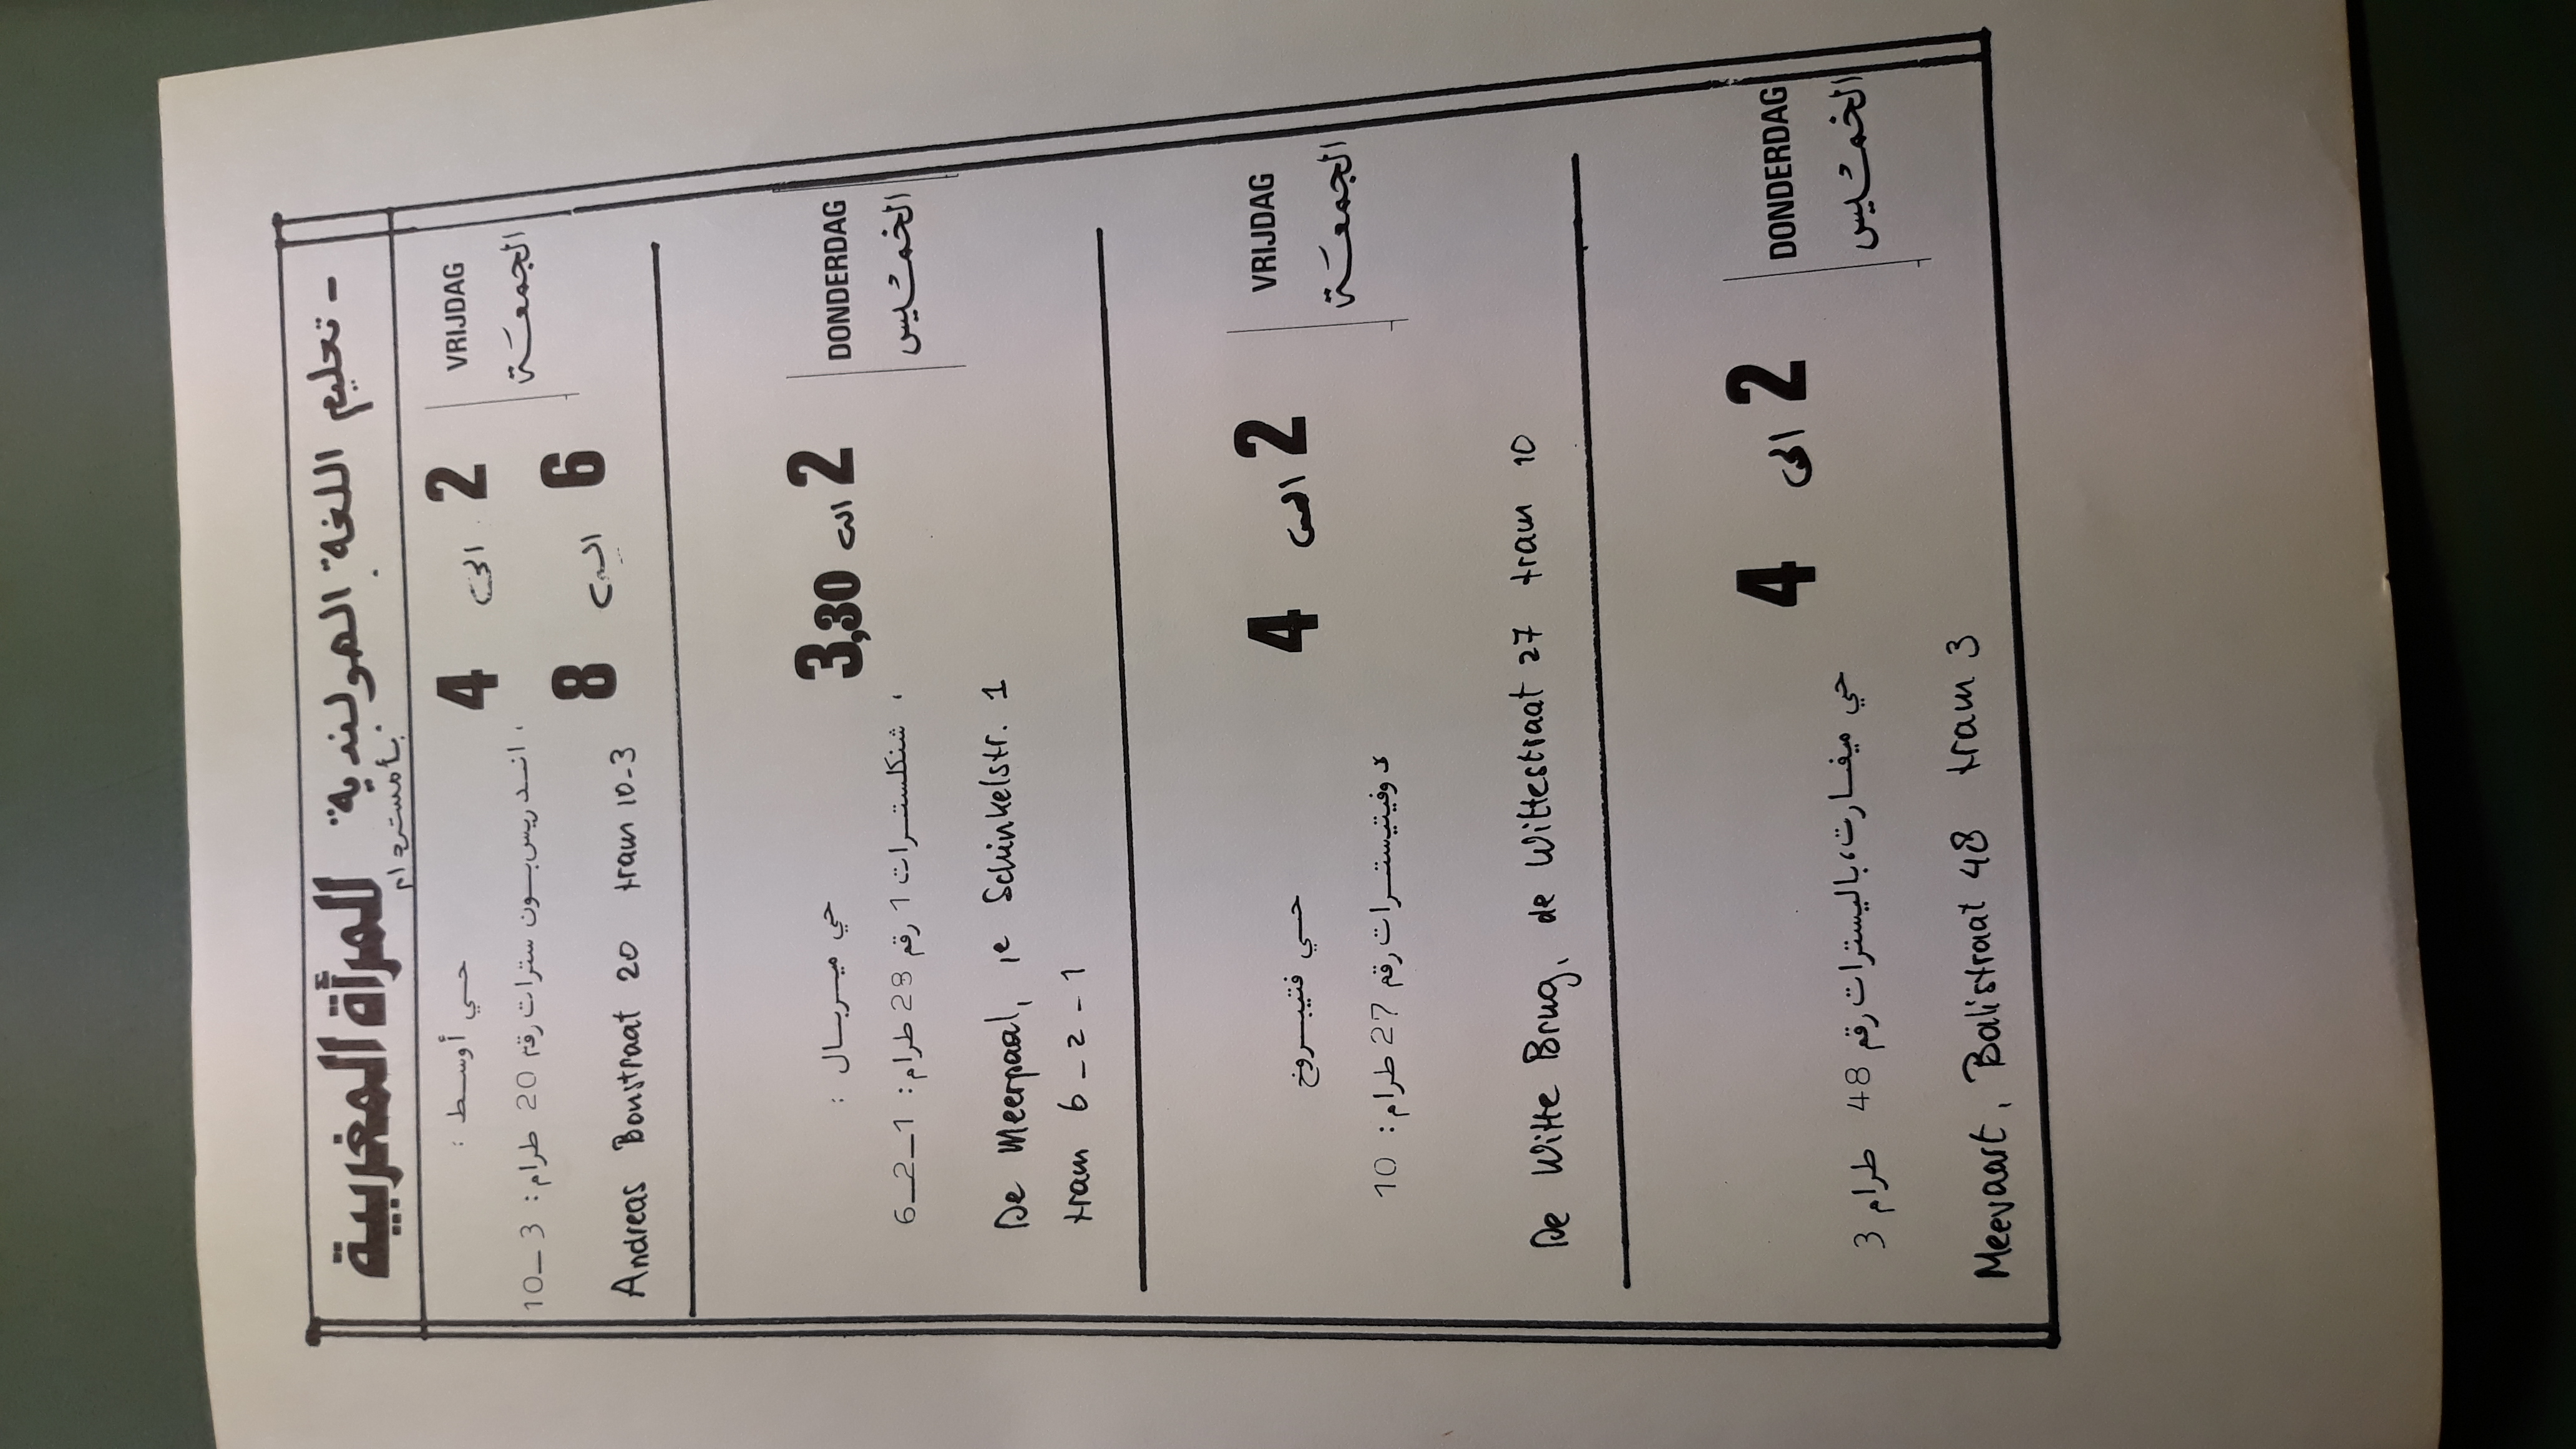 - تعليم اللغة الهولندية للمرأة المغربية
بأمستردام
VRIJDAG
الجمعة
2 الى 4
6 الى 8
حي أوسط :
، اندريس بون سترات رقم 20 طرام : 3-10
Andreas Bonstraat 20 tram 10-3
DONDERDAG
الخميس
2 الى 3,30
حي ميربال :
، شنكلسترات 1 رقم 28 طرام : 1-2-6
De Meerpaal, 1e Schinkelstr. 1
tram 6-2-1
VRIJDAG
الجمعة
2 الى 4
حي فتيبروخ
د وفيتيسترات رقم 27 طرام : 10
De Witte Brug, de Wittestraat 27 tram 10
DONDERDAG
الخميس
2 الى 4
حي ميفارت، باليسترات رقم 48 طرام 3
Meevaart, Balistraat 48 tram 3